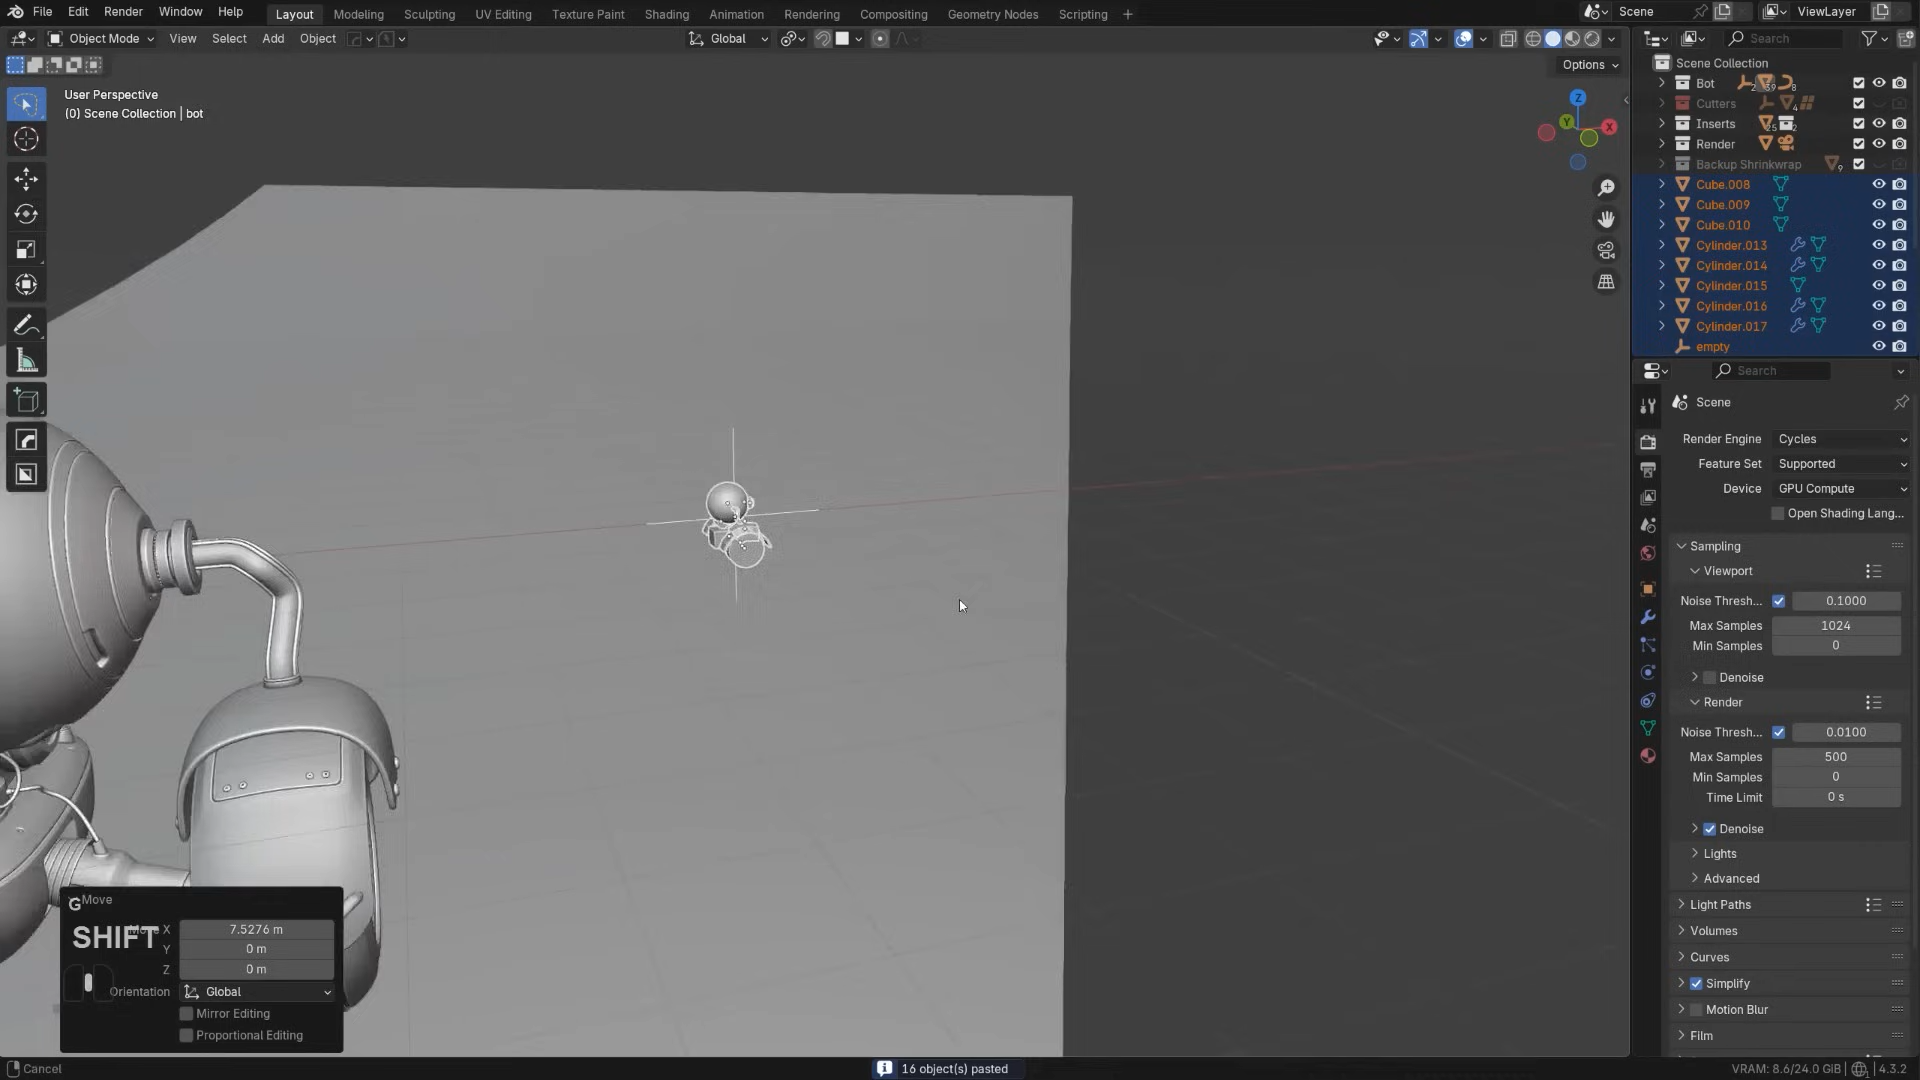 File Edit Render Window Help Layout Modeling Sculpting UV Editing Texture Paint Shading Animation Rendering Compositing Geometry Nodes Scripting + Scene ViewLayer
Object Mode View Select Add Object Global Search
Options
User Perspective
(0) Scene Collection | bot
Z
Y
X
Scene Collection
Bot 8
Cutters 4
Inserts 25 2
Render
Backup Shrinkwrap 9
Cube.008
Cube.009
Cube.010
Cylinder.013
Cylinder.014
Cylinder.015
Cylinder.016
Cylinder.017
empty
Search
Scene
Render Engine Cycles
Feature Set Supported
Device GPU Compute
Open Shading Lang...
Sampling
Viewport
Noise Thresh... 0.1000
Max Samples 1024
Min Samples 0
Denoise
Render
Noise Thresh... 0.0100
Max Samples 500
Min Samples 0
Time Limit 0 s
Denoise
Lights
Advanced
Light Paths
Volumes
Curves
Simplify
Motion Blur
Film
G Move
SHIFT X 7.5276 m
Y 0 m
Z 0 m
Orientation Global
Mirror Editing
Proportional Editing
Cancel 16 object(s) pasted VRAM: 8.6/24.0 GiB 4.3.2